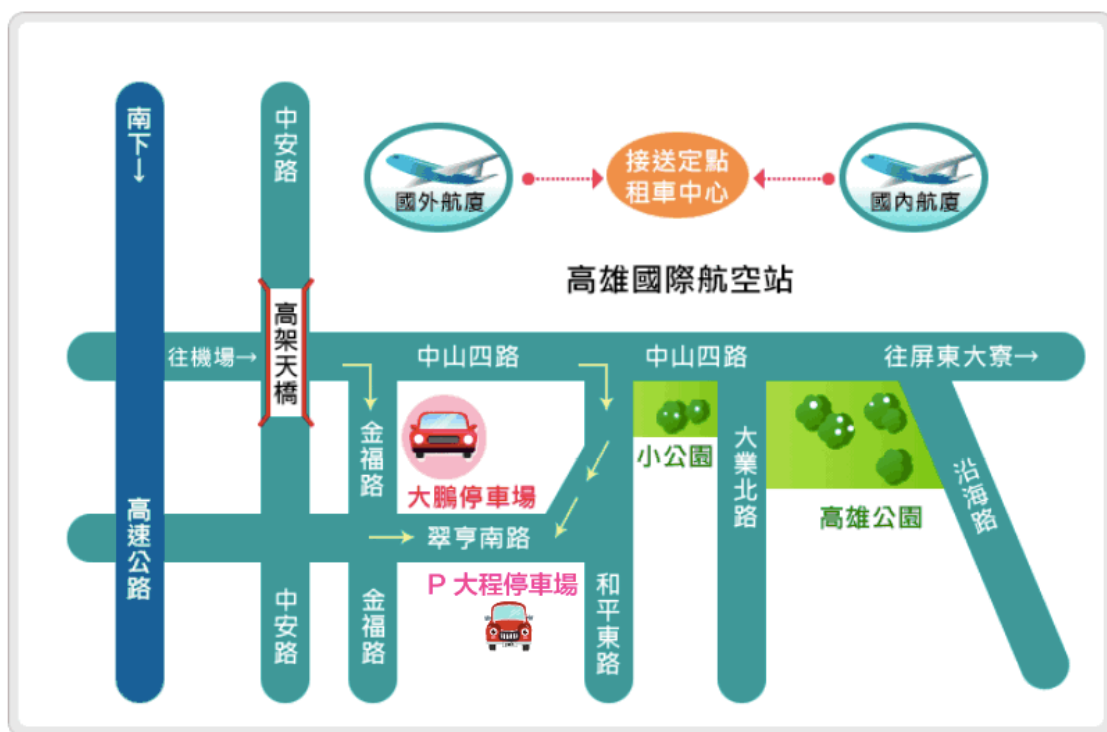 南下↓
中安路
國外航廈
接送定點
租車中心
國內航廈
高雄國際航空站
高架天橋
往機場→
中山四路
中山四路
往屏東大寮→
金福路
大鵬停車場
小公園
大業北路
高雄公園
沿海路
高速公路
翠亨南路
P 大程停車場
中安路
金福路
和平東路